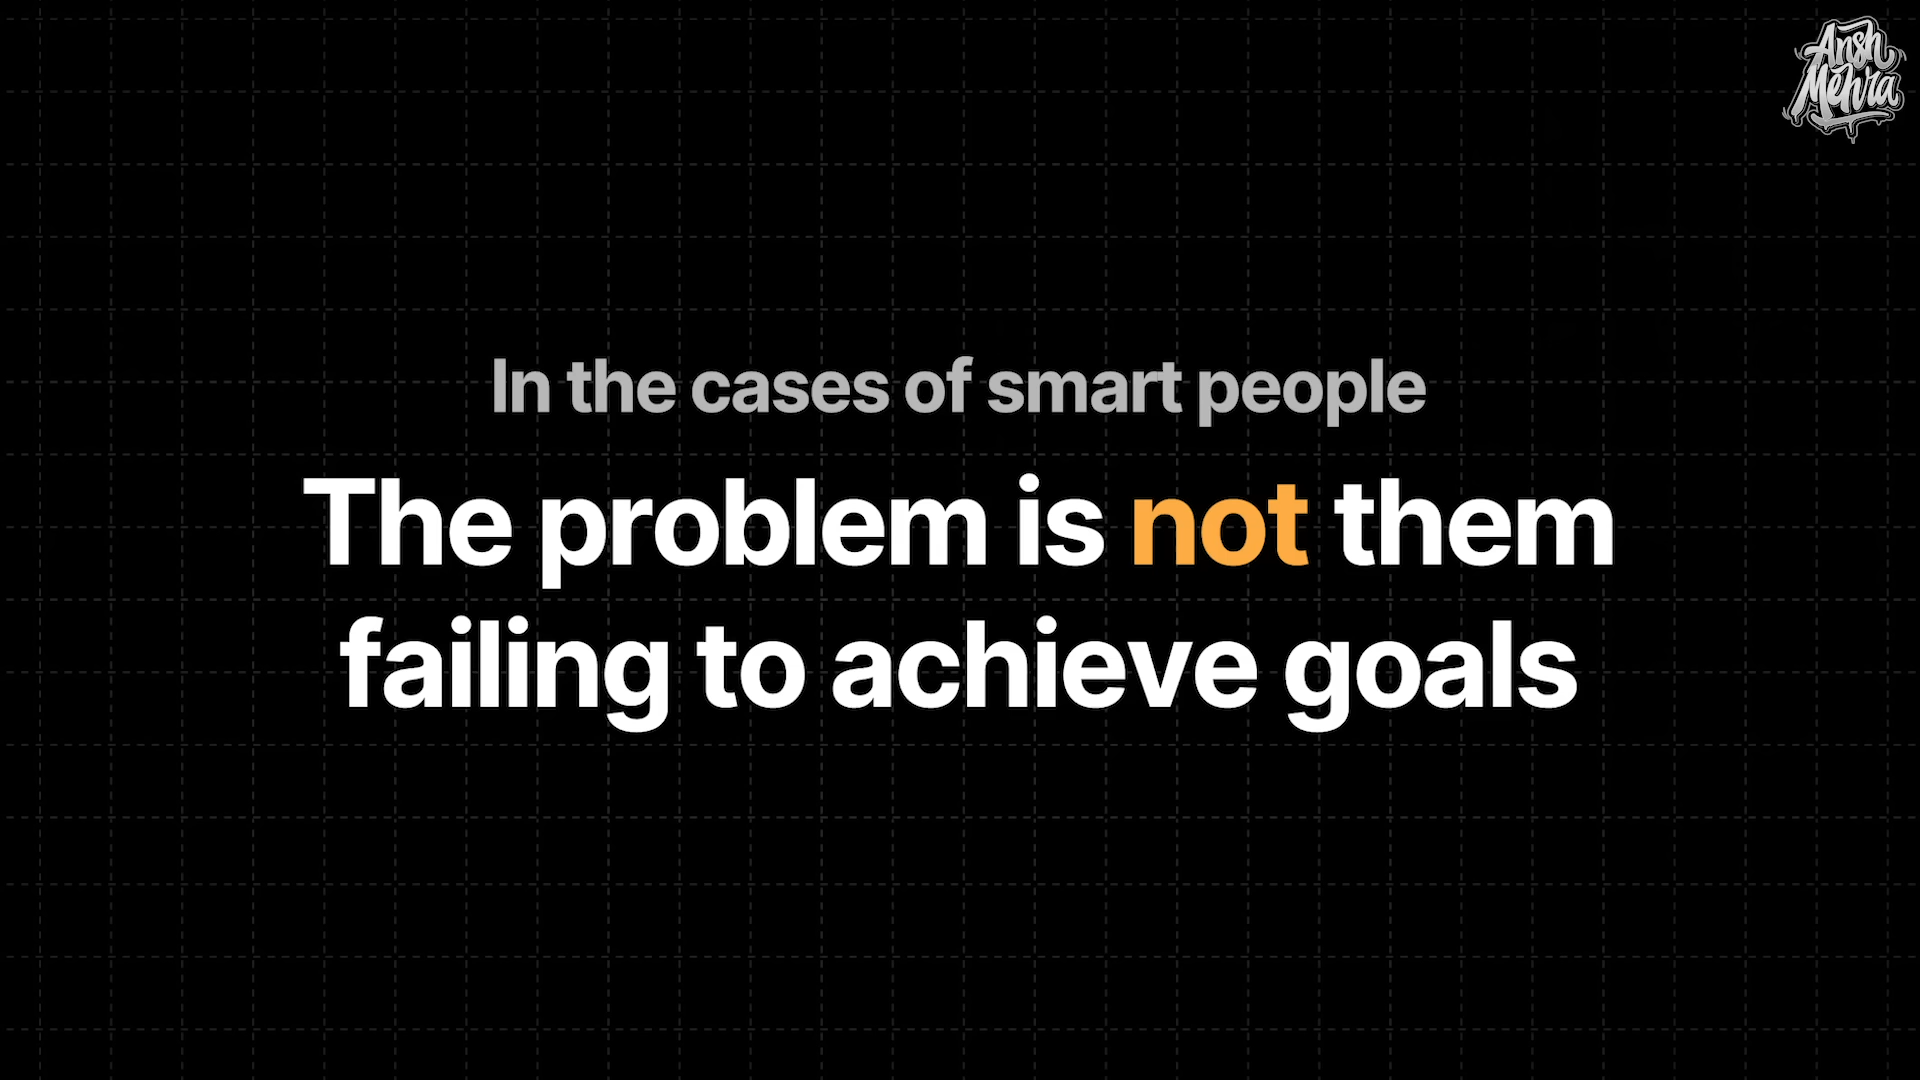 Ansh
Mehra
In the cases of smart people
The problem is not them
failing to achieve goals